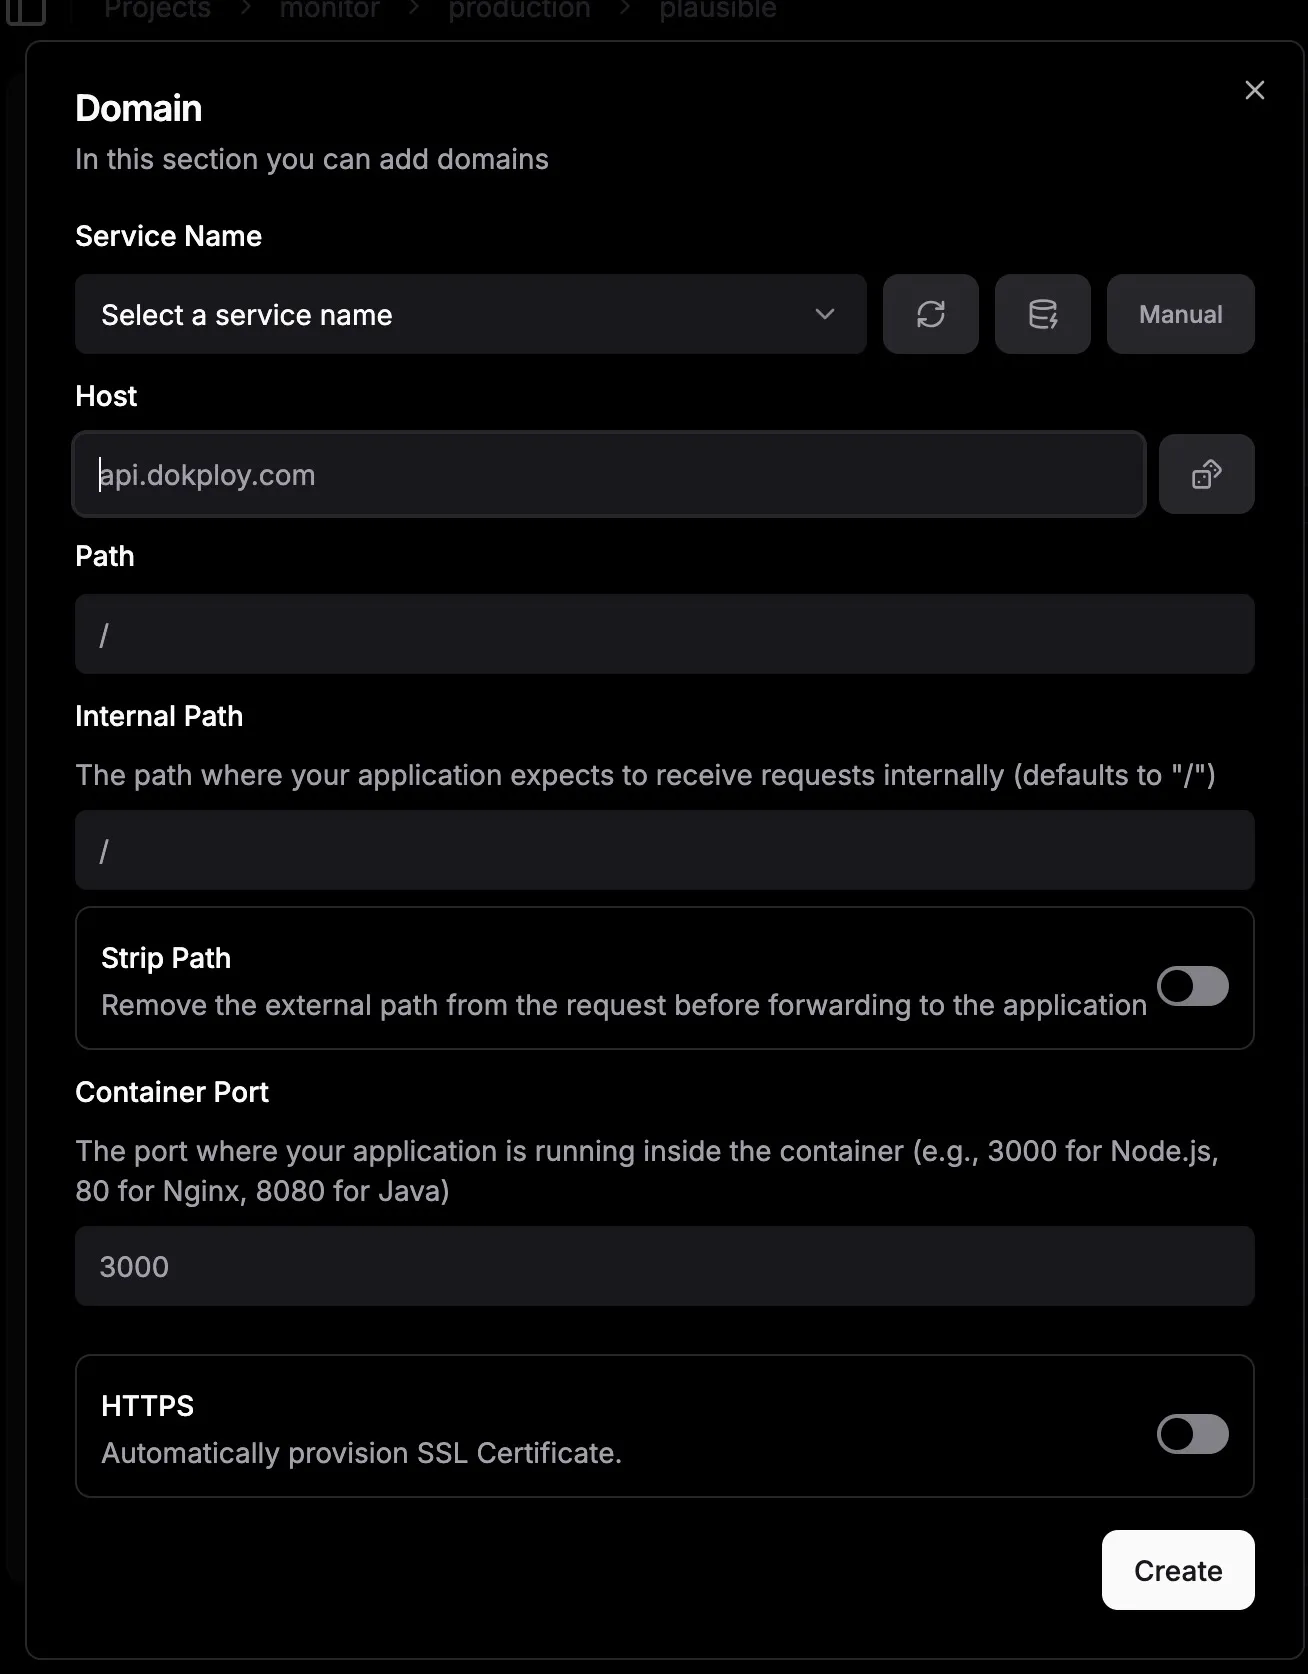 Projects > monitor > production > plausible
Domain
In this section you can add domains
Service Name
Select a service name
Manual
Host
api.dokploy.com
Path
/
Internal Path
The path where your application expects to receive requests internally (defaults to "/")
/
Strip Path
Remove the external path from the request before forwarding to the application
Container Port
The port where your application is running inside the container (e.g., 3000 for Node.js,
80 for Nginx, 8080 for Java)
3000
HTTPS
Automatically provision SSL Certificate.
Create